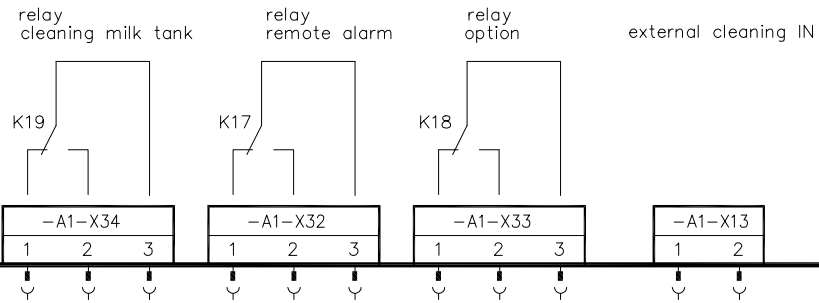 relay
cleaning milk tank
relay
remote alarm
relay
option
external cleaning IN
K19
K17
K18
-A1-X34
-A1-X32
-A1-X33
-A1-X13
1 2 3
1 2 3
1 2 3
1 2